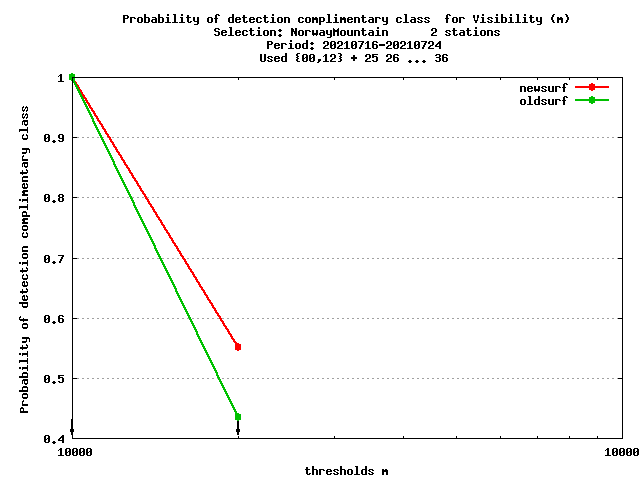 Probability of detection complimentary class  for Visibility (m)
Selection: NorwayMountain      2 stations
Period: 20210716-20210724
Used {00,12} + 25 26 ... 36
newsurf
oldsurf
Probability of detection complimentary class
1
0.9
0.8
0.7
0.6
0.5
0.4
10000
10000
thresholds m